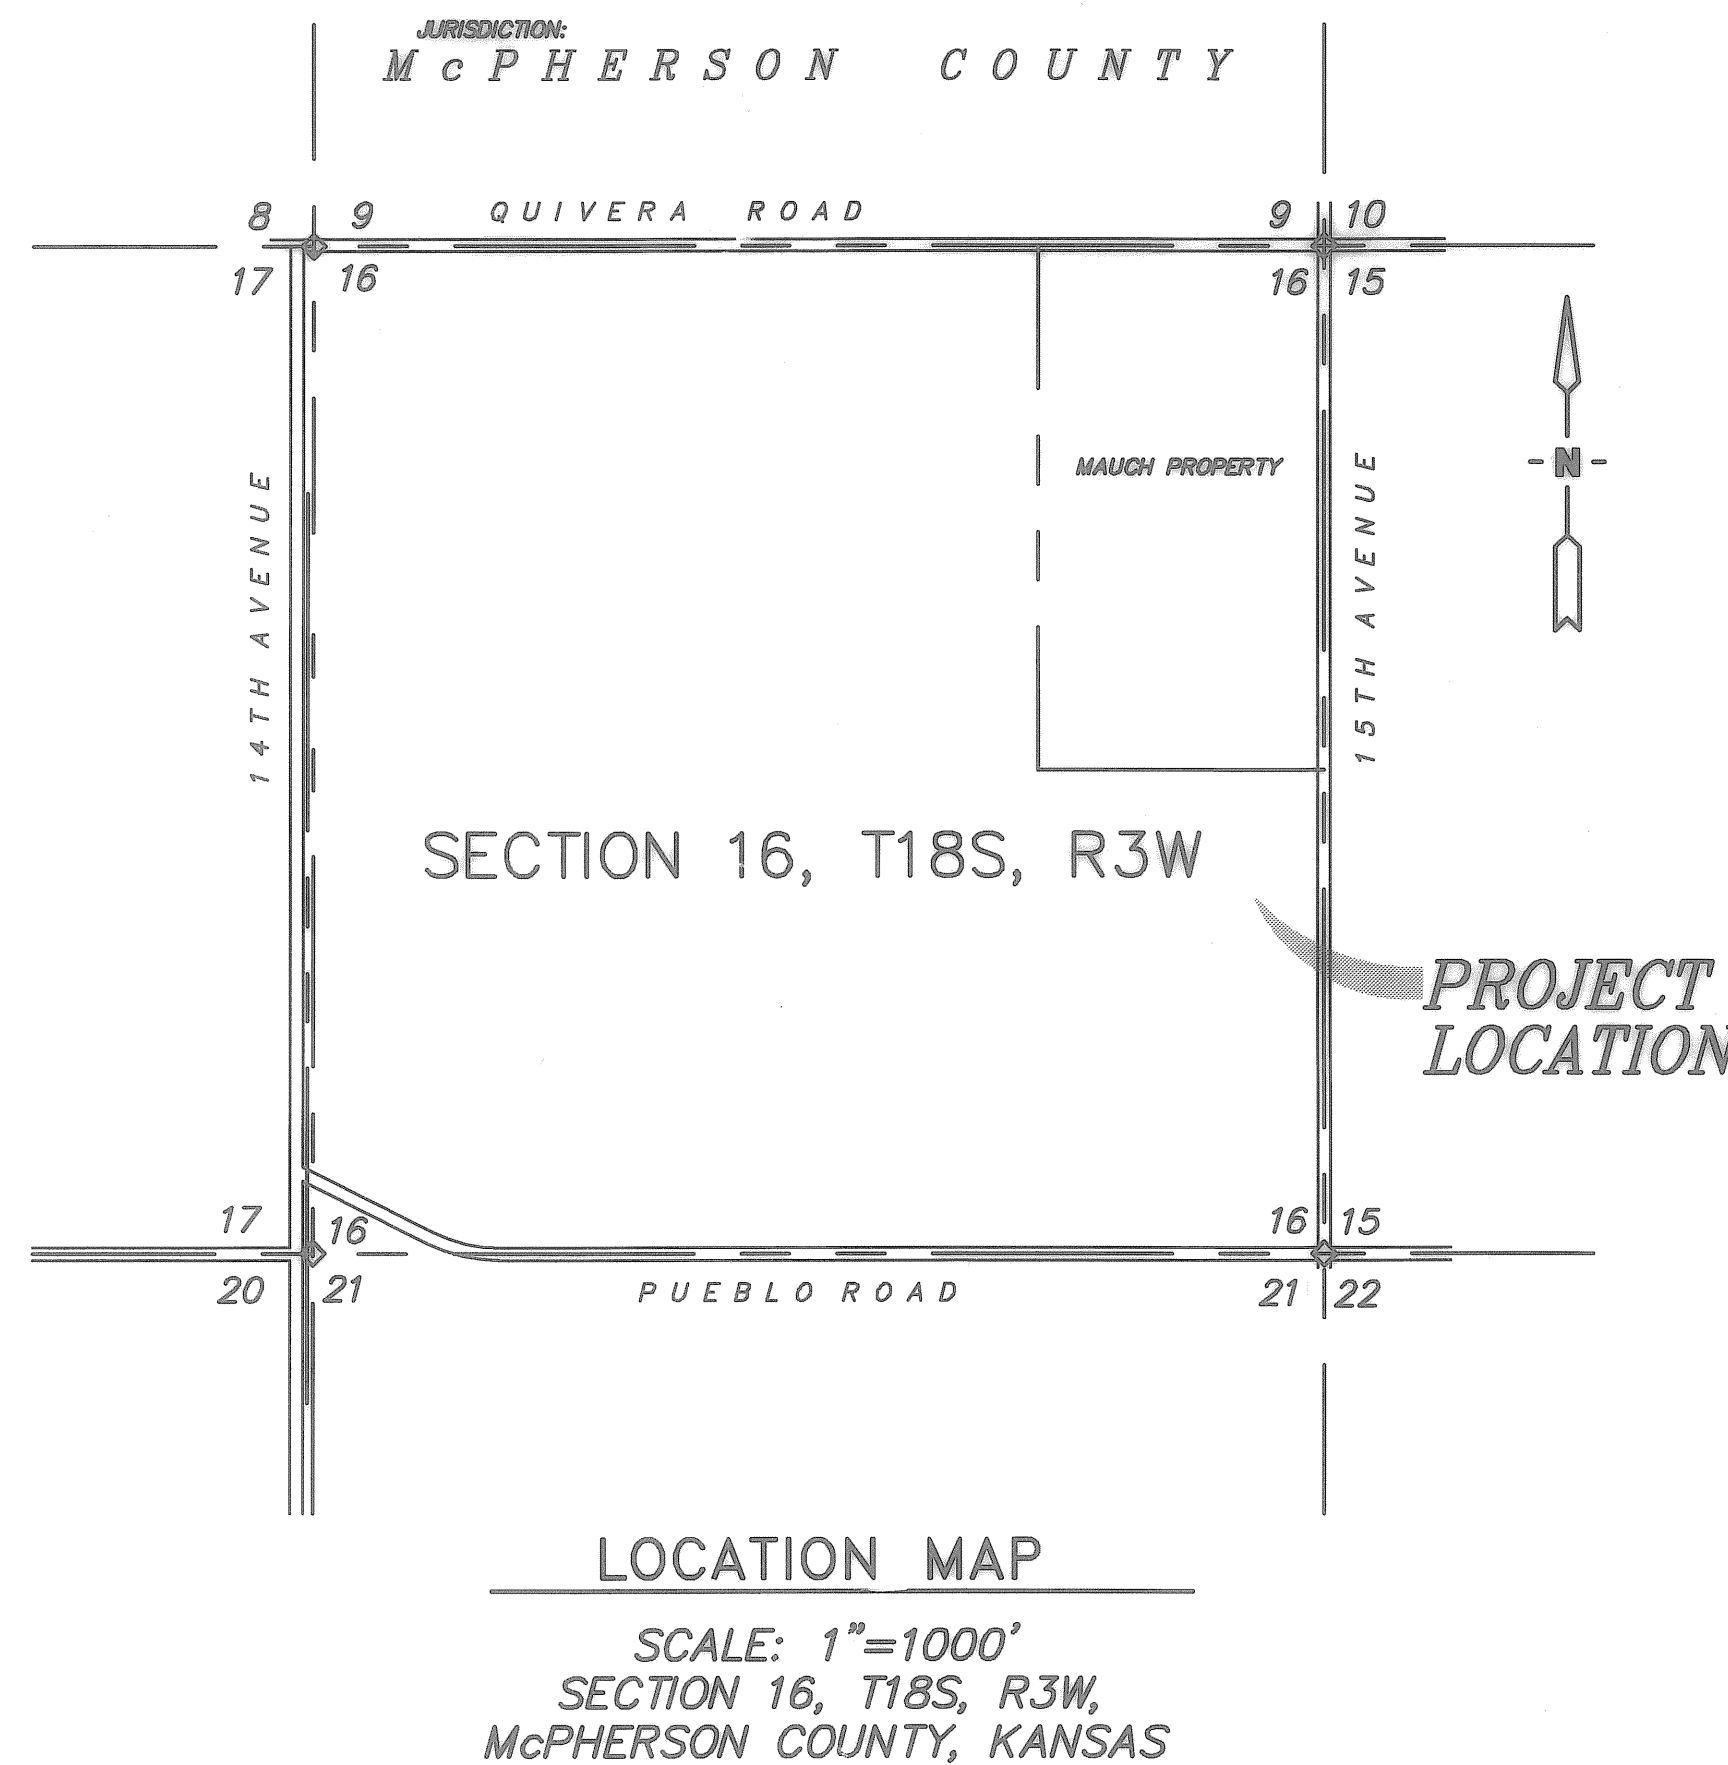 JURISDICTION:
McPHERSON COUNTY
8 9 QUIVERA ROAD 9 10
17 16 16 15
MAUCH PROPERTY
N
14TH AVENUE
15TH AVENUE
SECTION 16, T18S, R3W
PROJECT
LOCATION
17 16 16 15
20 21 PUEBLO ROAD 21 22
LOCATION MAP
SCALE: 1"=1000'
SECTION 16, T18S, R3W,
McPHERSON COUNTY, KANSAS